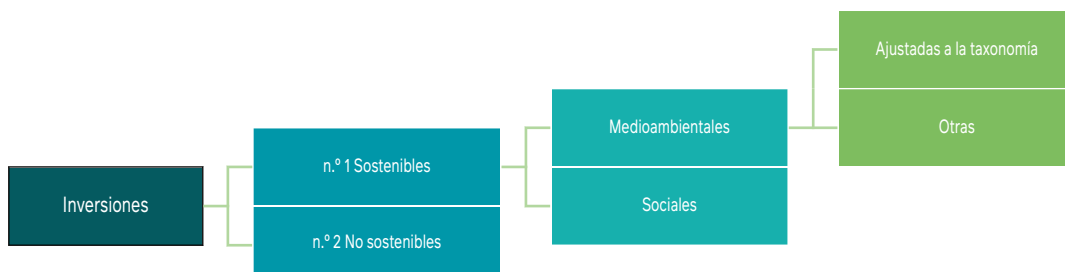 Inversiones
n.º 1 Sostenibles
n.º 2 No sostenibles
Medioambientales
Sociales
Ajustadas a la taxonomía
Otras